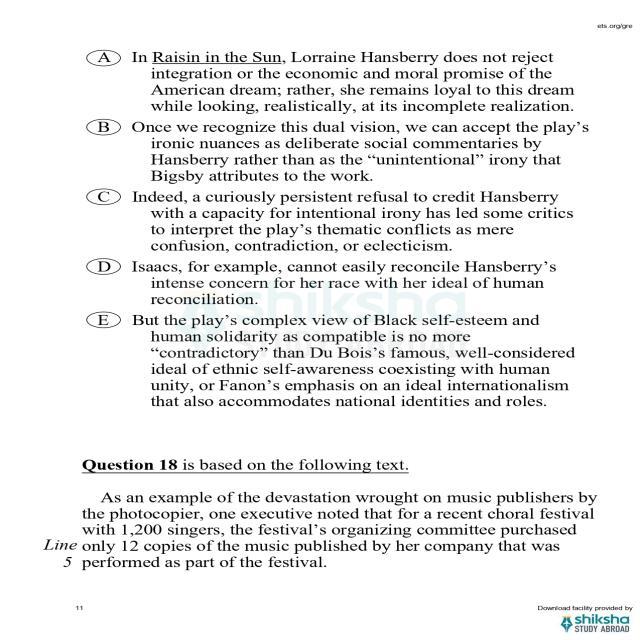 ets.org/gre
A In Raisin in the Sun, Lorraine Hansberry does not reject
integration or the economic and moral promise of the
American dream; rather, she remains loyal to this dream
while looking, realistically, at its incomplete realization.
B Once we recognize this dual vision, we can accept the play's
ironic nuances as deliberate social commentaries by
Hansberry rather than as the “unintentional” irony that
Bigsby attributes to the work.
C Indeed, a curiously persistent refusal to credit Hansberry
with a capacity for intentional irony has led some critics
to interpret the play's thematic conflicts as mere
confusion, contradiction, or eclecticism.
D Isaacs, for example, cannot easily reconcile Hansberry's
intense concern for her race with her ideal of human
reconciliation.
shiksha
E But the play's complex view of Black self-esteem and
human solidarity as compatible is no more
“contradictory” than Du Bois's famous, well-considered
ideal of ethnic self-awareness coexisting with human
unity, or Fanon's emphasis on an ideal internationalism
that also accommodates national identities and roles.
Question 18 is based on the following text.
As an example of the devastation wrought on music publishers by
the photocopier, one executive noted that for a recent choral festival
with 1,200 singers, the festival's organizing committee purchased
Line only 12 copies of the music published by her company that was
5 performed as part of the festival.
11
Download facility provided by
shiksha
STUDY ABROAD